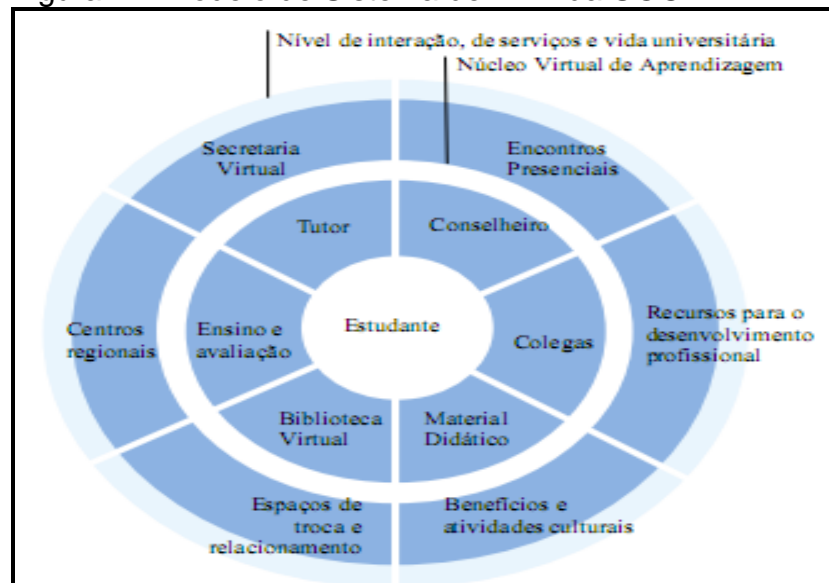 Nível de interação, de serviços e vida universitária
Núcleo Virtual de Aprendizagem
Secretaria
Virtual
Encontros
Presenciais
Tutor
Conselheiro
Centros
regionais
Ensino e
avaliação
Estudante
Colegas
Recursos para o
desenvolvimento
profissional
Biblioteca
Virtual
Material
Didático
Espaços de
troca e
relacionamento
Benefícios e
atividades culturais